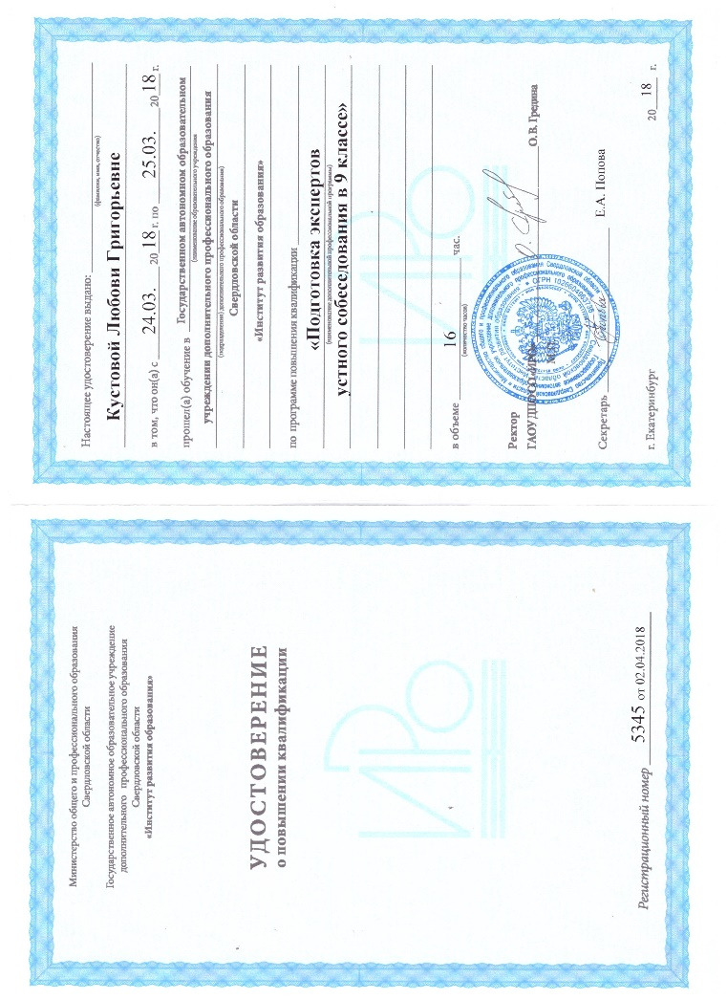 Министерство общего и профессионального образования
Свердловской области
Государственное автономное образовательное учреждение
дополнительного профессионального образования
Свердловской области
«Институт развития образования»
УДОСТОВЕРЕНИЕ
о повышении квалификации
ИРО
Регистрационный номер 5345 от 02.04.2018
Настоящее удостоверение выдано:
(фамилия, имя, отчество)
Кустовой Любови Григорьевне
в том, что он(а) с 24.03. 2018 г. по 25.03. 2018 г.
прошел(а) обучение в Государственном автономном образовательном
(наименование образовательного учреждения
учреждении дополнительного профессионального образования
(подразделения) дополнительного профессионального образования)
Свердловской области
«Институт развития образования»
по программе повышения квалификации
«Подготовка экспертов
(наименование дополнительной профессиональной программы)
устного собеседования в 9 классе»
в объеме 16 час.
(количество часов)
Ректор
ГАОУ ДПО СО «ИРО» О. В. Гредина
М.П.
Секретарь Е.А. Попова
г. Екатеринбург 2018 г.